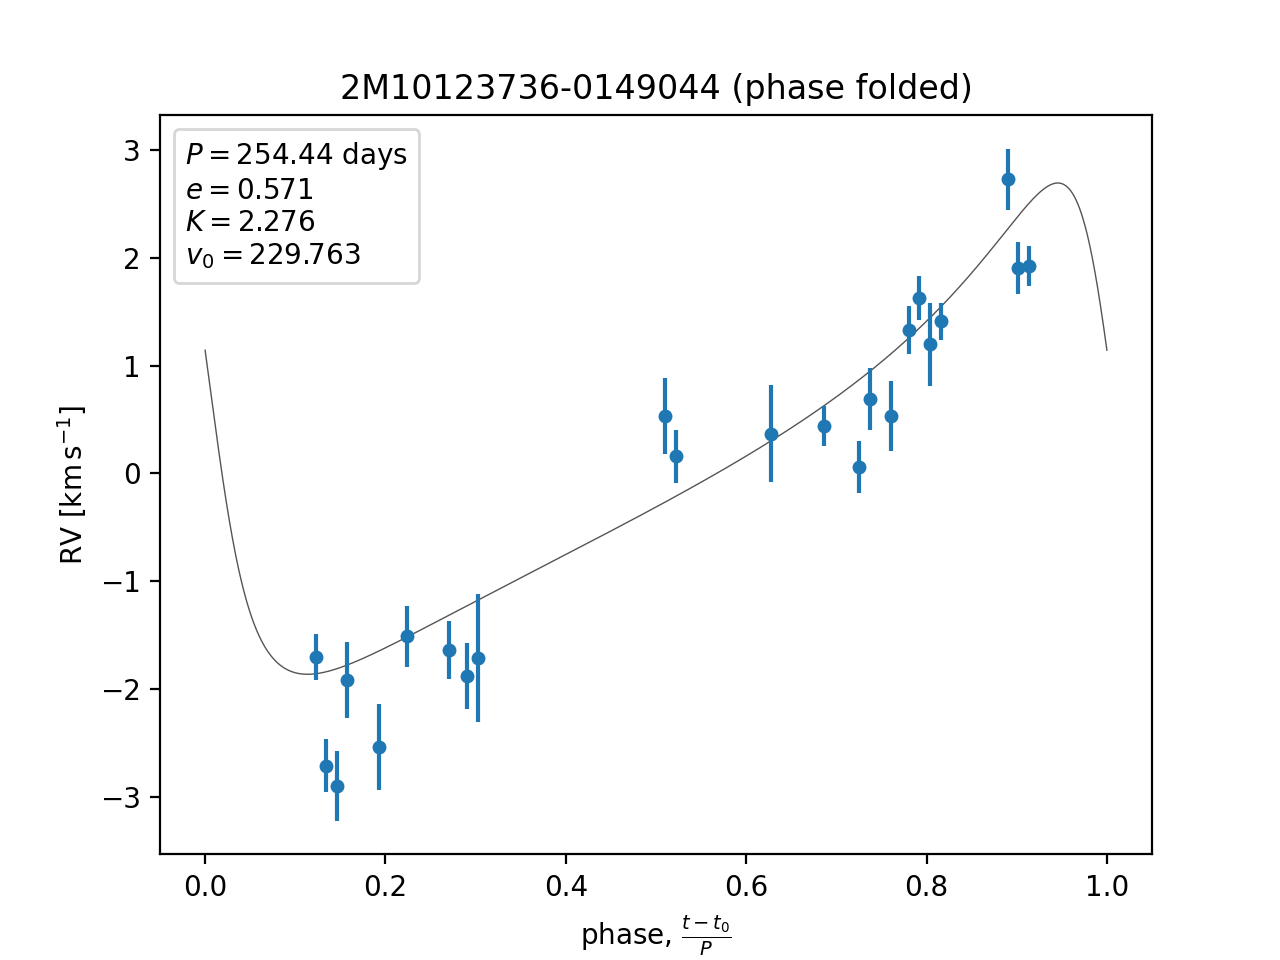 2M10123736-0149044 (phase folded)
P = 254.44 days
e = 0.571
K = 2.276
v₀ = 229.763
3
2
1
0
−1
−2
−3
RV [km s⁻¹]
0.0 0.2 0.4 0.6 0.8 1.0
phase, (t − t₀)/P